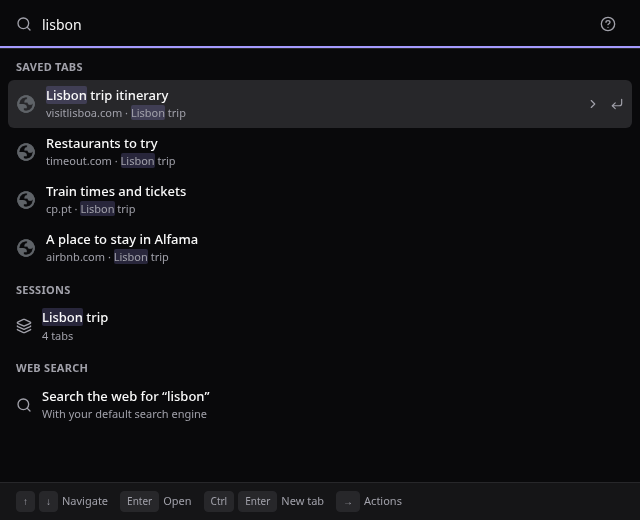 lisbon
SAVED TABS
Lisbon trip itinerary
visitlisboa.com · Lisbon trip
Restaurants to try
timeout.com · Lisbon trip
Train times and tickets
cp.pt · Lisbon trip
A place to stay in Alfama
airbnb.com · Lisbon trip
SESSIONS
Lisbon trip
4 tabs
WEB SEARCH
Search the web for “lisbon”
With your default search engine
↑ ↓ Navigate Enter Open Ctrl Enter New tab → Actions